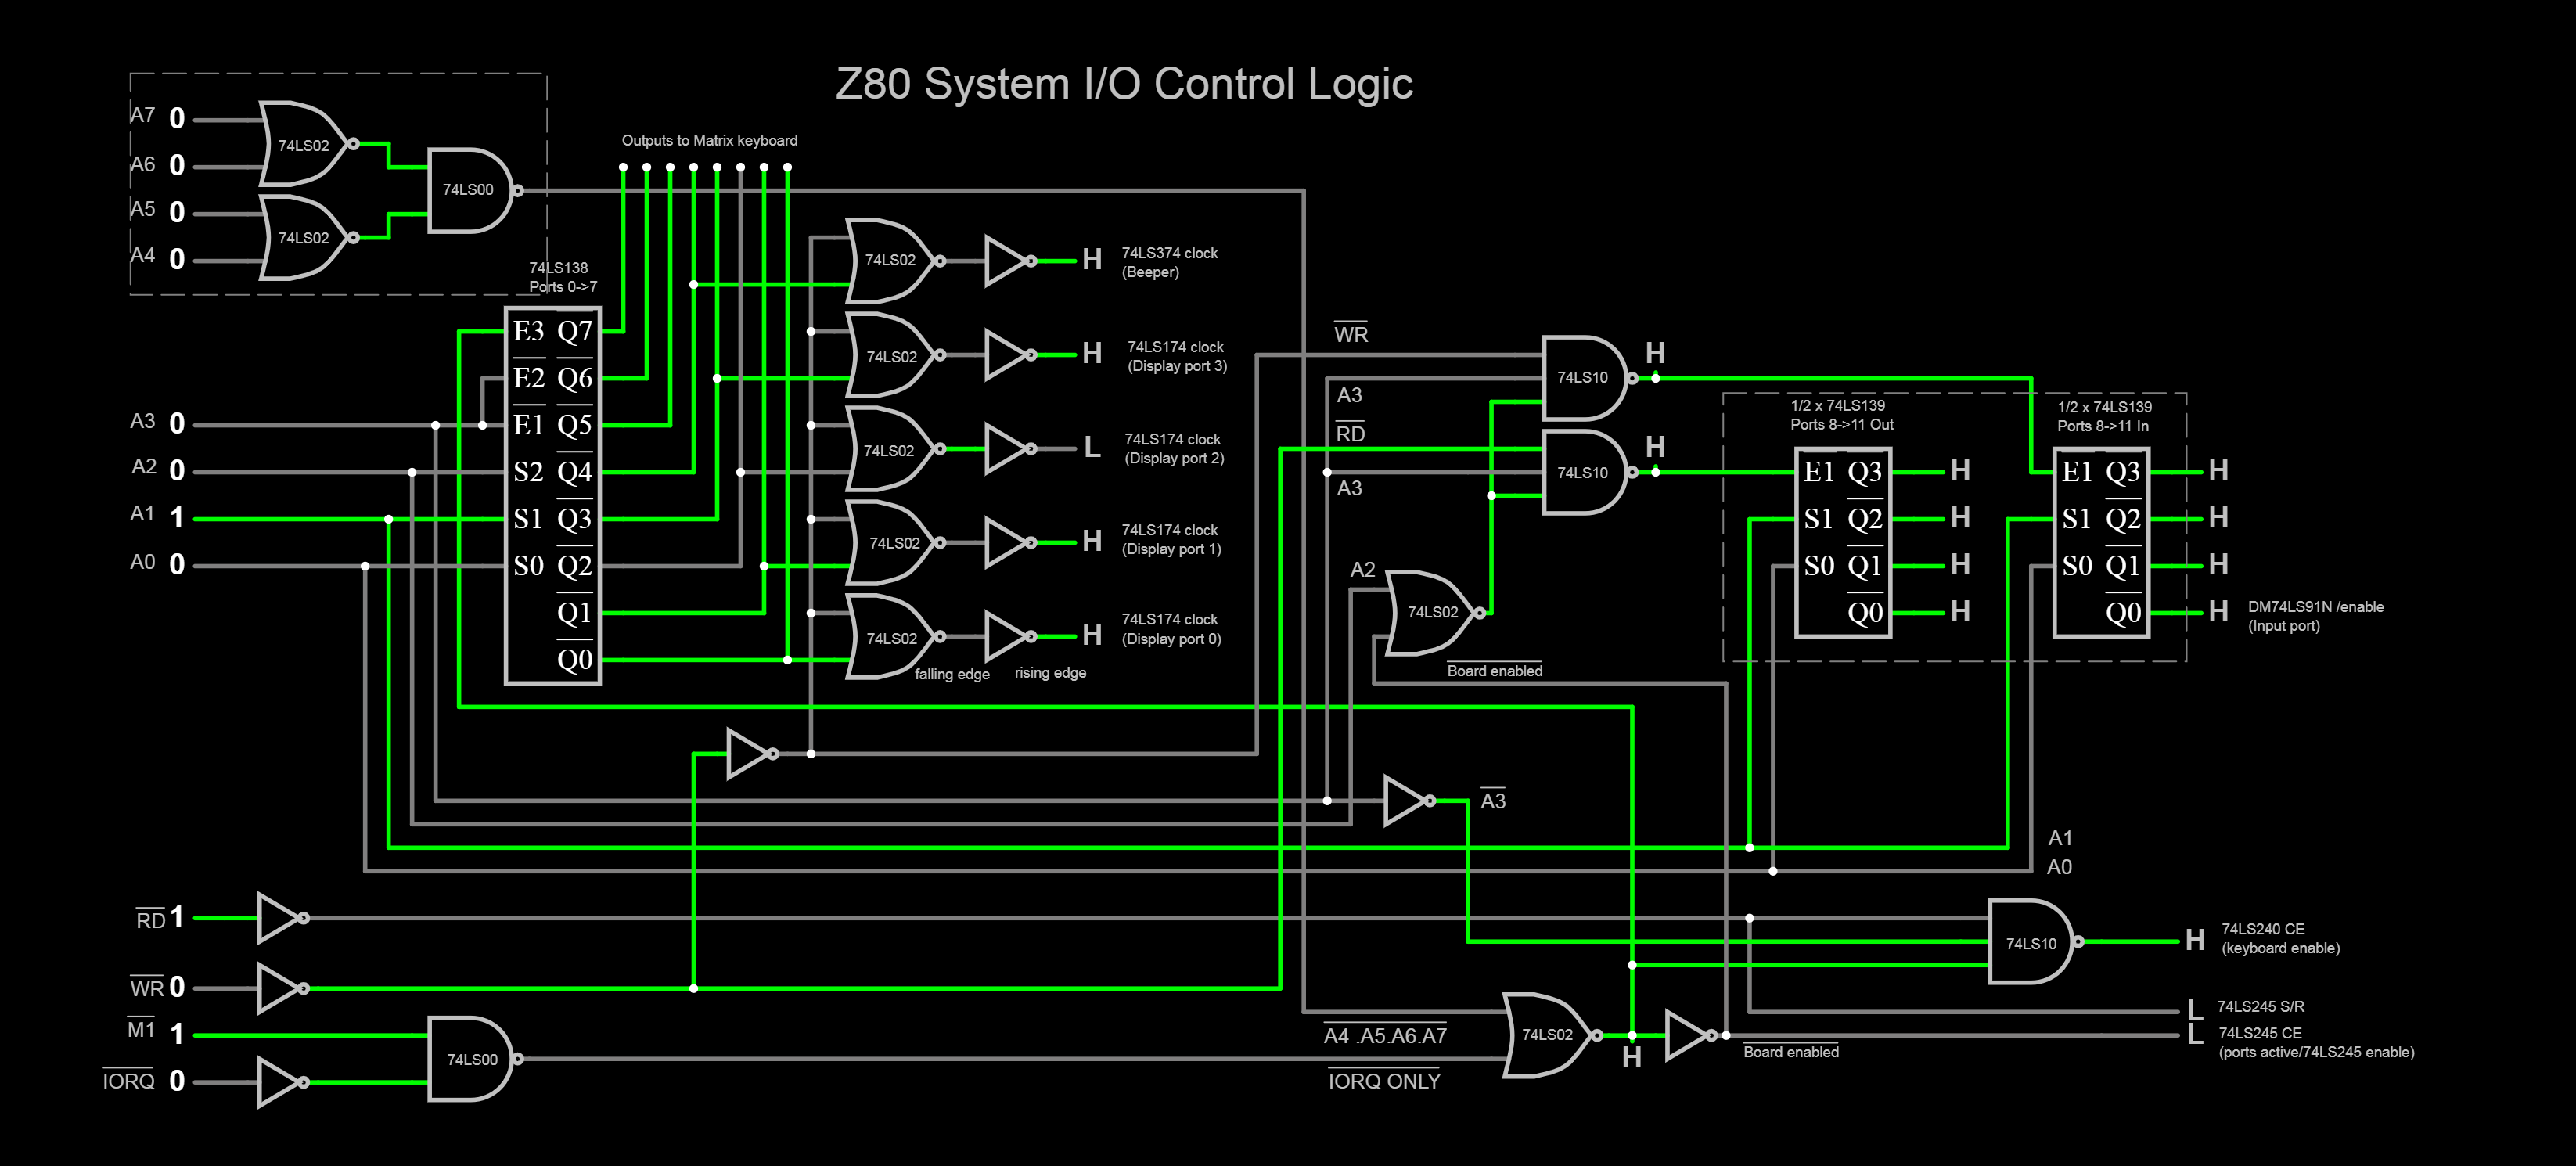 Z80 System I/O Control Logic
A7 0
A6 0
A5 0
A4 0
74LS02
74LS02
74LS00
Outputs to Matrix keyboard
74LS138
Ports 0->7
E3 Q7
E2 Q6
E1 Q5
S2 Q4
S1 Q3
S0 Q2
Q1
Q0
A3 0
A2 0
A1 1
A0 0
74LS02
H
74LS374 clock
(Beeper)
74LS02
H
74LS174 clock
(Display port 3)
74LS02
L
74LS174 clock
(Display port 2)
74LS02
H
74LS174 clock
(Display port 1)
74LS02
H
74LS174 clock
(Display port 0)
falling edge
rising edge
WR
A3
74LS10
H
RD
A3
74LS10
H
A2
74LS02
Board enabled
1/2 x 74LS139
Ports 8->11 Out
E1 Q3 H
S1 Q2 H
S0 Q1 H
Q0 H
1/2 x 74LS139
Ports 8->11 In
E1 Q3 H
S1 Q2 H
S0 Q1 H
Q0 H
DM74LS91N /enable
(Input port)
A3
A1
A0
RD 1
WR 0
M1 1
IORQ 0
74LS00
A4 .A5.A6.A7
IORQ ONLY
74LS02
H
Board enabled
74LS10
H
74LS240 CE
(keyboard enable)
L
74LS245 S/R
L
74LS245 CE
(ports active/74LS245 enable)